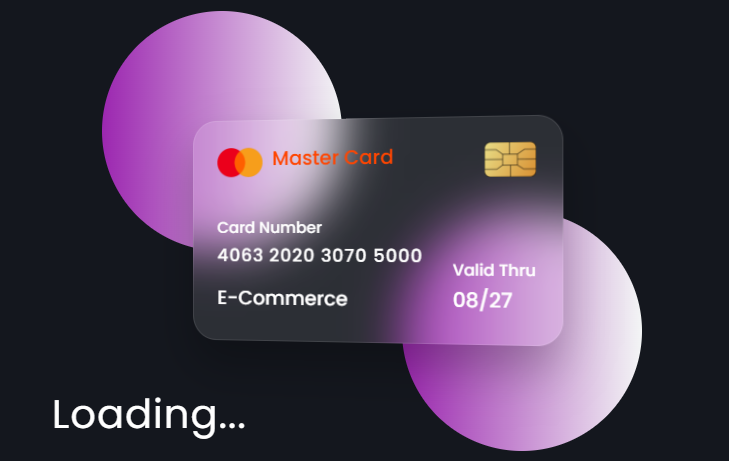 Master Card
Card Number
4063 2020 3070 5000
Valid Thru
E-Commerce
08/27
Loading...